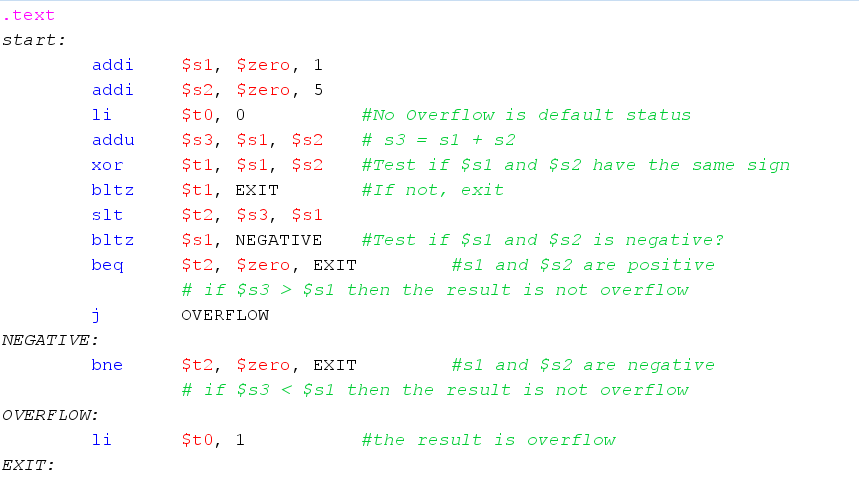 .text
start:
addi $s1, $zero, 1
addi $s2, $zero, 5
li $t0, 0 #No Overflow is default status
addu $s3, $s1, $s2 # s3 = s1 + s2
xor $t1, $s1, $s2 #Test if $s1 and $s2 have the same sign
bltz $t1, EXIT #If not, exit
slt $t2, $s3, $s1
bltz $s1, NEGATIVE #Test if $s1 and $s2 is negative?
beq $t2, $zero, EXIT #s1 and $s2 are positive
# if $s3 > $s1 then the result is not overflow
j OVERFLOW
NEGATIVE:
bne $t2, $zero, EXIT #s1 and $s2 are negative
# if $s3 < $s1 then the result is not overflow
OVERFLOW:
li $t0, 1 #the result is overflow
EXIT: